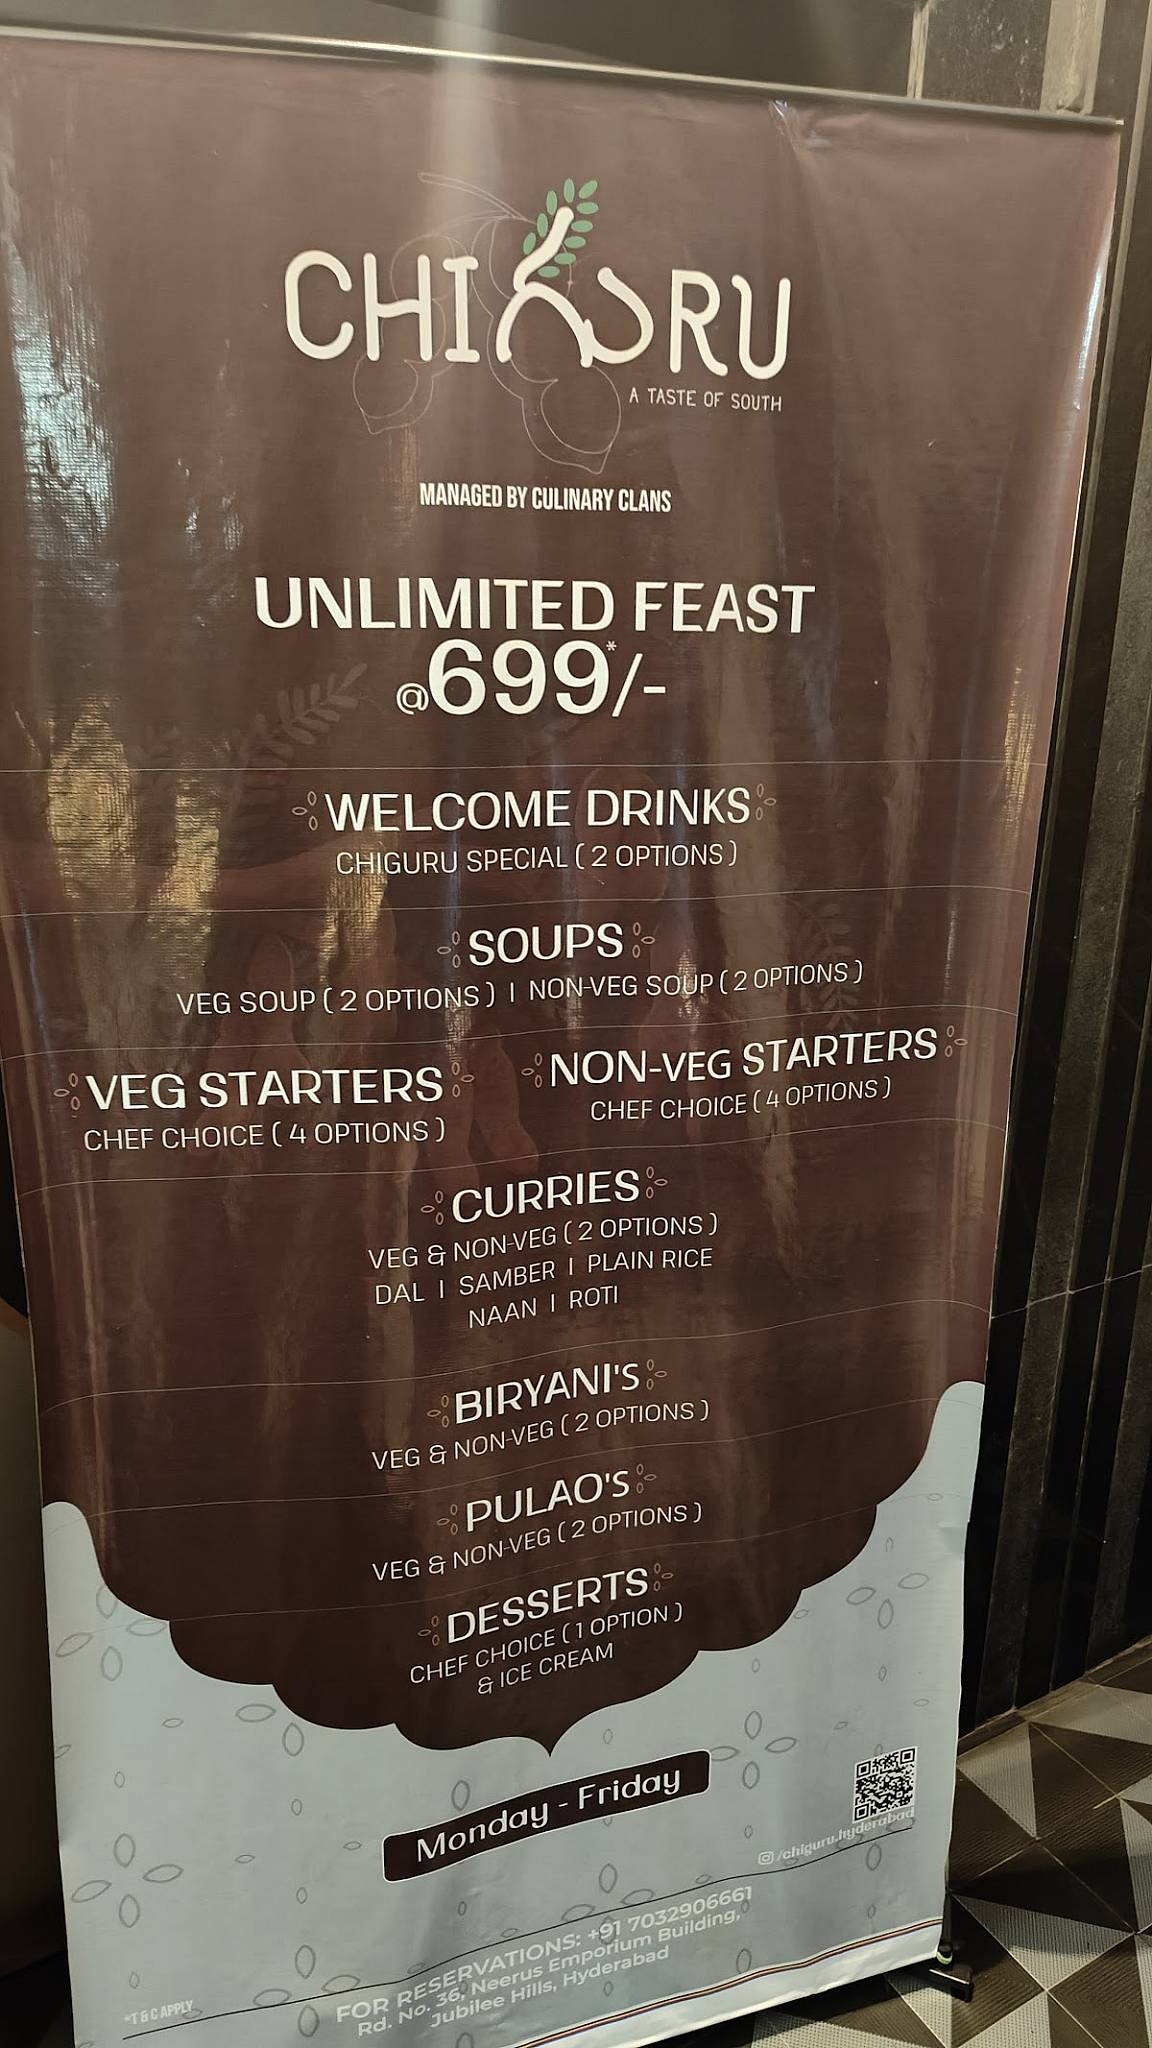 CHIగుRU
A TASTE OF SOUTH
MANAGED BY CULINARY CLANS
UNLIMITED FEAST
@699*/-
WELCOME DRINKS
CHIGURU SPECIAL ( 2 OPTIONS )
SOUPS
VEG SOUP ( 2 OPTIONS ) | NON-VEG SOUP ( 2 OPTIONS )
VEG STARTERS
CHEF CHOICE ( 4 OPTIONS )
NON-VEG STARTERS
CHEF CHOICE ( 4 OPTIONS )
CURRIES
VEG & NON-VEG ( 2 OPTIONS )
DAL | SAMBER | PLAIN RICE
NAAN | ROTI
BIRYANI's
VEG & NON-VEG ( 2 OPTIONS )
PULAO's
VEG & NON-VEG ( 2 OPTIONS )
DESSERTS
CHEF CHOICE ( 1 OPTION )
& ICE CREAM
Monday - Friday
/chiguru.hyderabad
FOR RESERVATIONS: +91 7032906661
Rd. No. 36, Neerus Emporium Building,
Jubilee Hills, Hyderabad
*T & C APPLY